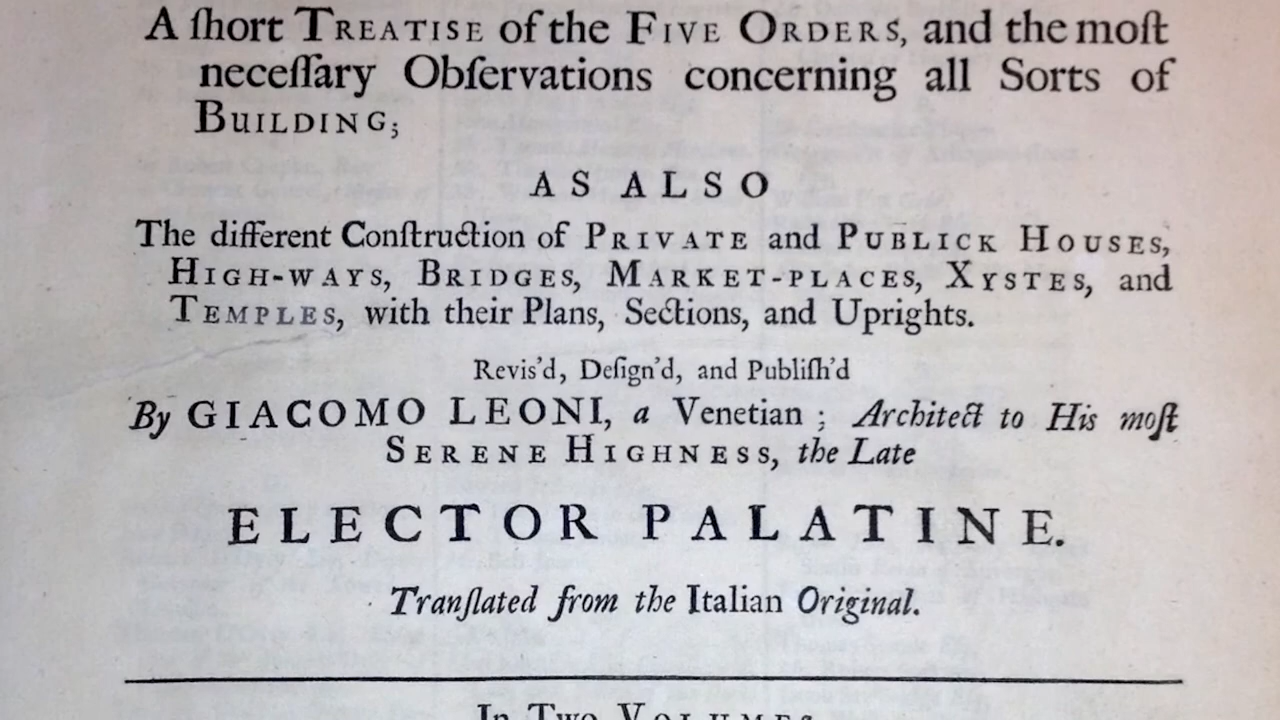 A ſhort TREATISE of the FIVE ORDERS, and the moſt
neceſſary Obſervations concerning all Sorts of
BUILDING;
AS ALSO
The different Conſtruction of PRIVATE and PUBLICK HOUSES,
HIGH-WAYS, BRIDGES, MARKET-PLACES, XYSTES, and
TEMPLES, with their Plans, Sections, and Uprights.
Revis'd, Deſign'd, and Publiſh'd
By GIACOMO LEONI, a Venetian; Architect to His moſt
SERENE HIGHNESS, the Late
ELECTOR PALATINE.
Tranſlated from the Italian Original.
In Two VOLUMES